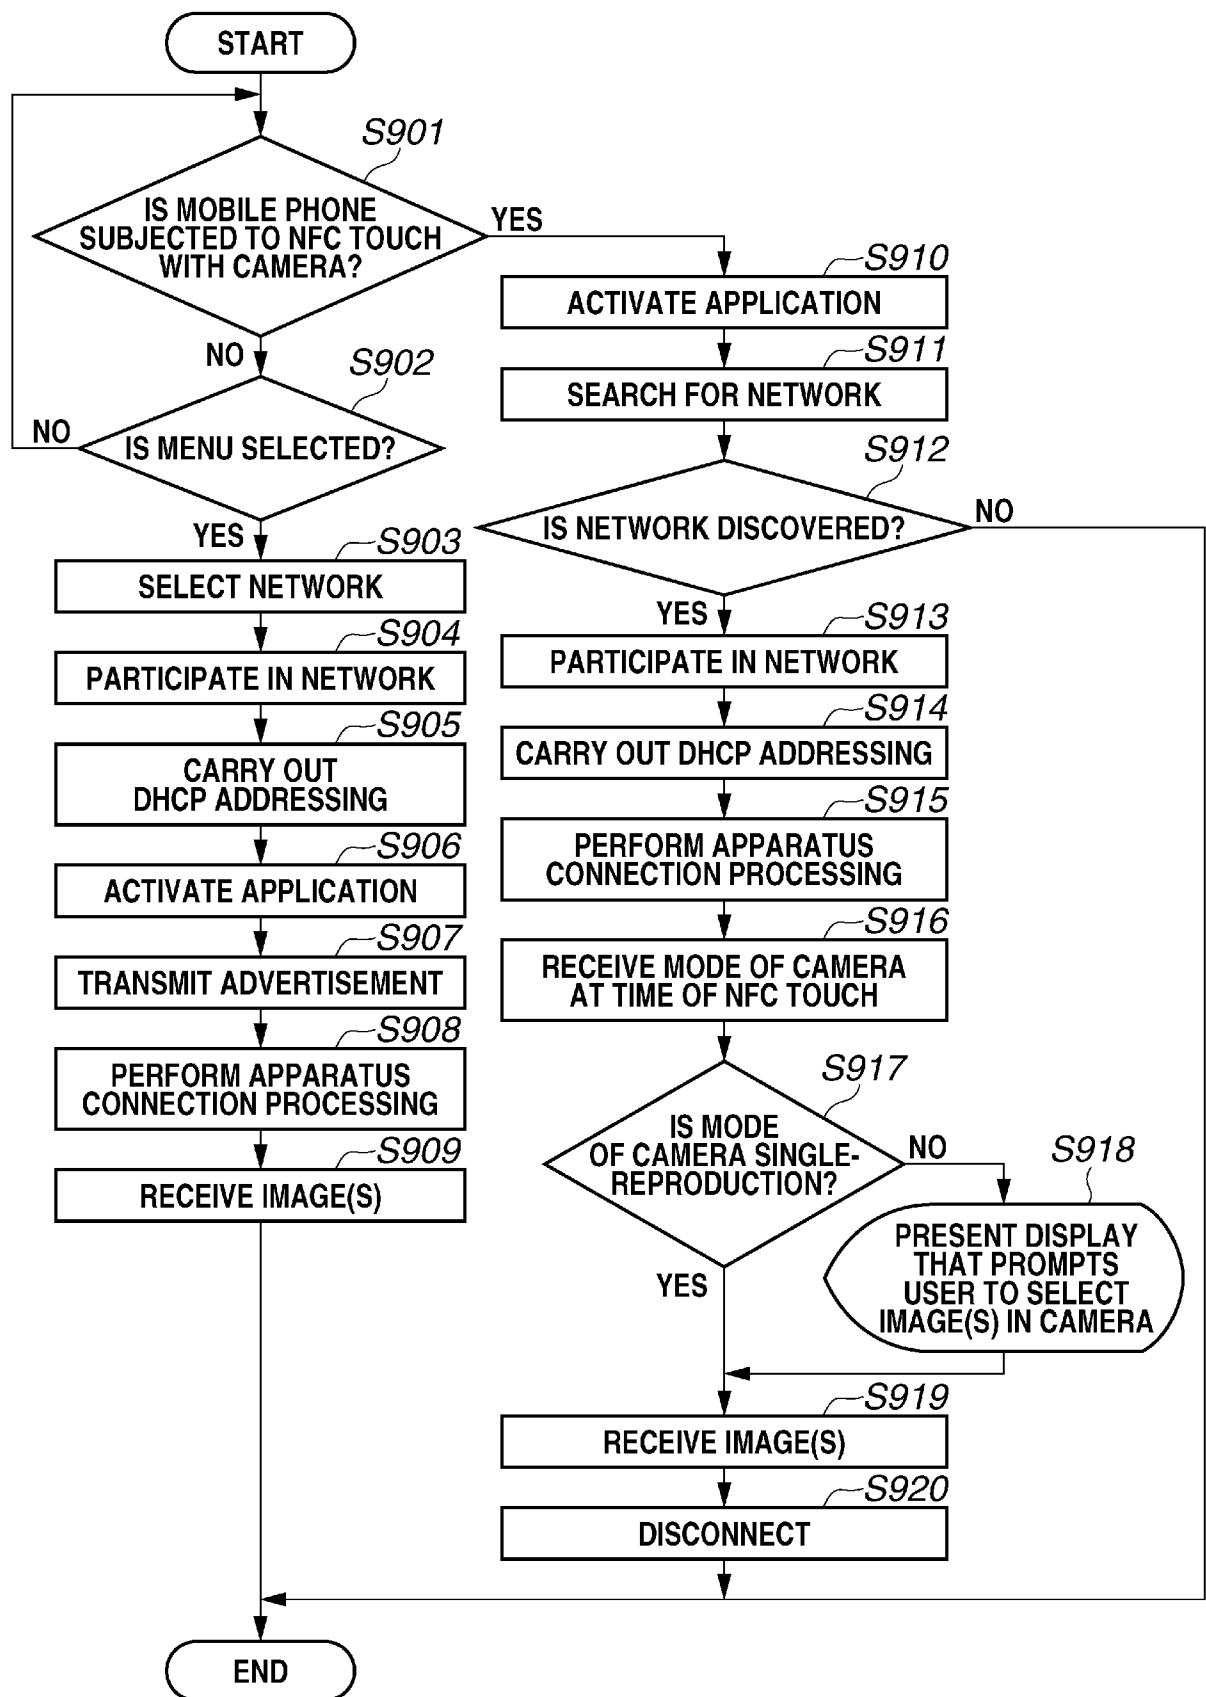 START
S901
IS MOBILE PHONE
SUBJECTED TO NFC TOUCH
WITH CAMERA?
YES
NO
S902
IS MENU SELECTED?
NO
YES
S903
SELECT NETWORK
S904
PARTICIPATE IN NETWORK
S905
CARRY OUT
DHCP ADDRESSING
S906
ACTIVATE APPLICATION
S907
TRANSMIT ADVERTISEMENT
S908
PERFORM APPARATUS
CONNECTION PROCESSING
S909
RECEIVE IMAGE(S)
S910
ACTIVATE APPLICATION
S911
SEARCH FOR NETWORK
S912
IS NETWORK DISCOVERED?
NO
YES
S913
PARTICIPATE IN NETWORK
S914
CARRY OUT DHCP ADDRESSING
S915
PERFORM APPARATUS
CONNECTION PROCESSING
S916
RECEIVE MODE OF CAMERA
AT TIME OF NFC TOUCH
S917
IS MODE
OF CAMERA SINGLE-
REPRODUCTION?
NO
YES
S918
PRESENT DISPLAY
THAT PROMPTS
USER TO SELECT
IMAGE(S) IN CAMERA
S919
RECEIVE IMAGE(S)
S920
DISCONNECT
END